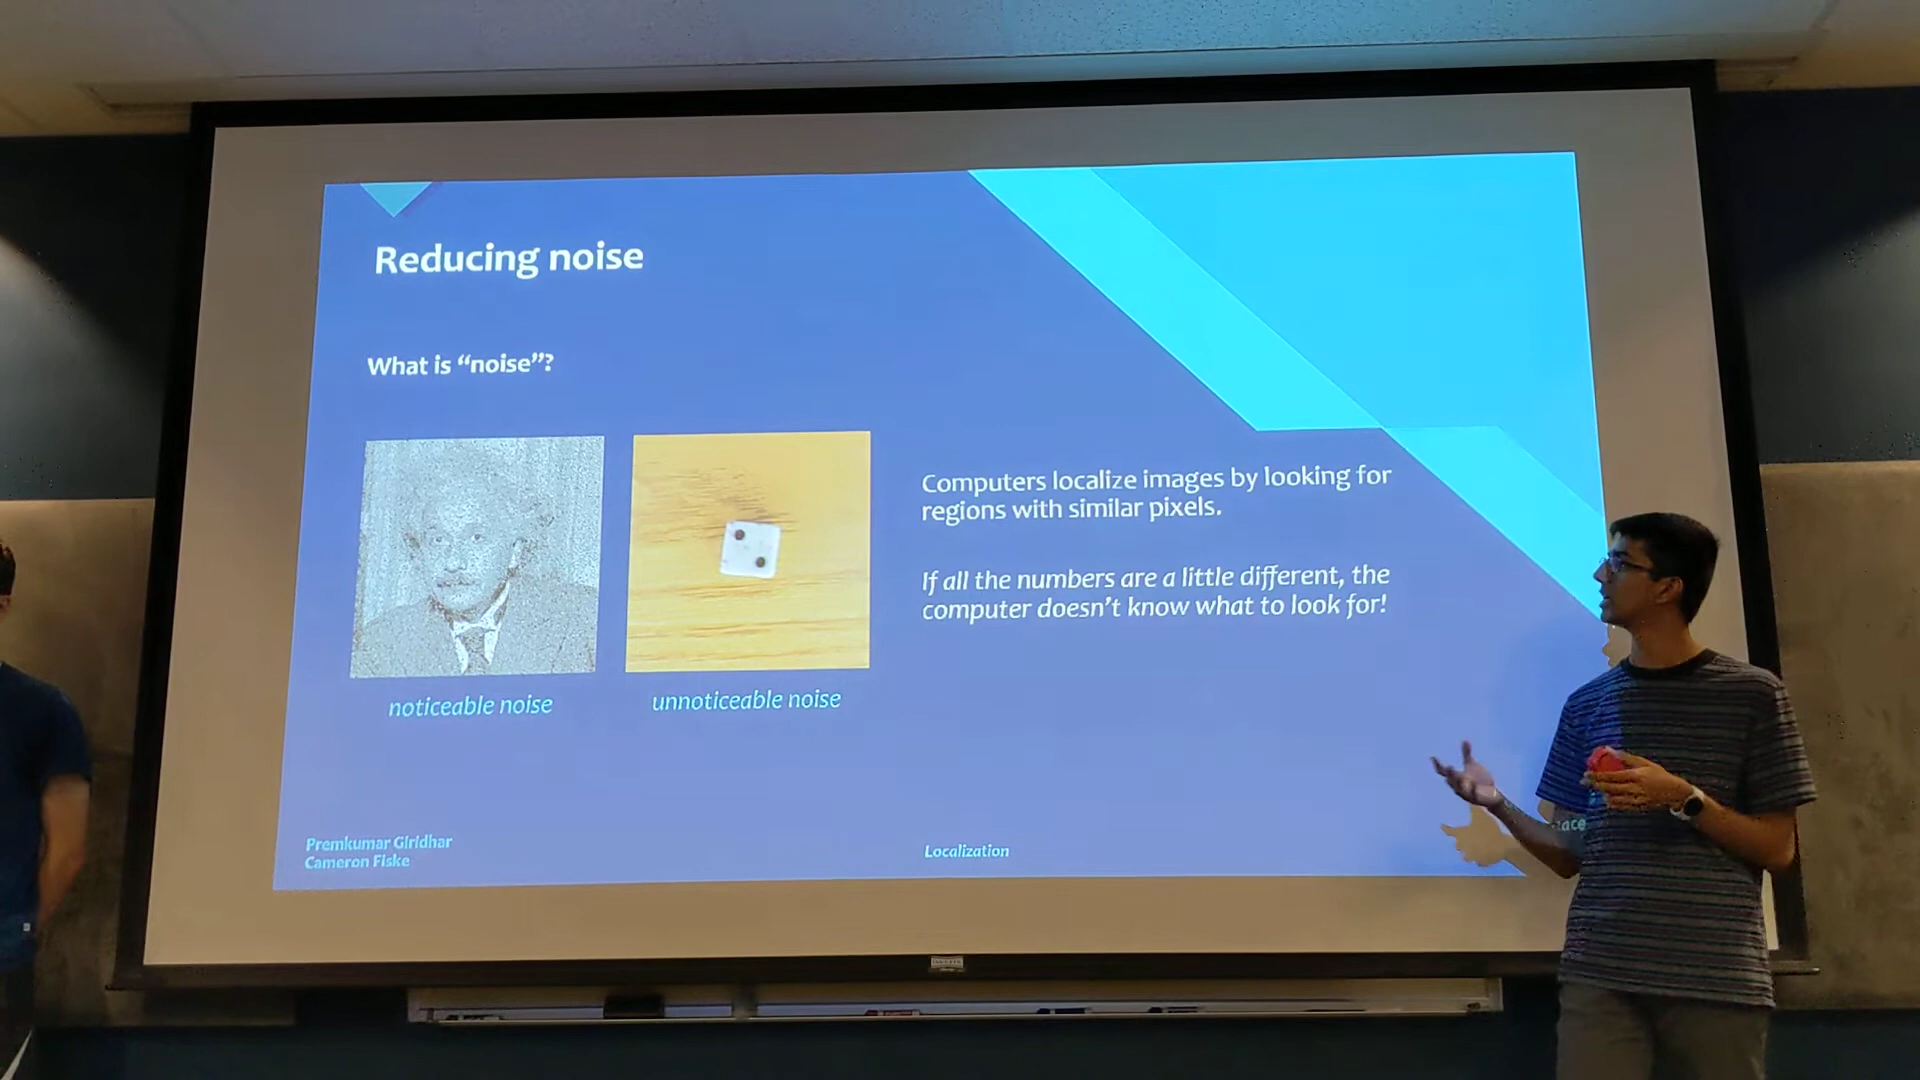 Reducing noise
What is “noise”?
Computers localize images by looking for
regions with similar pixels.
If all the numbers are a little different, the
computer doesn’t know what to look for!
noticeable noise
unnoticeable noise
Premkumar Giridhar
Cameron Fiske
Localization